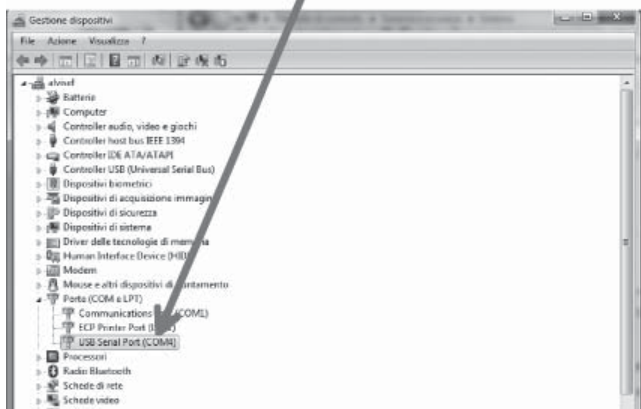 Gestione dispositivi
File Azione Visualizza ?
alvisef
Batterie
Computer
Controller audio, video e giochi
Controller host bus IEEE 1394
Controller IDE ATA/ATAPI
Controller USB (Universal Serial Bus)
Dispositivi biometrici
Dispositivi di acquisizione immagin
Dispositivi di sicurezza
Dispositivi di sistema
Driver delle tecnologie di
Human Interface Device (HID)
Modem
Mouse e altri dispositivi di puntamento
Porte (COM e LPT)
Communications (COM1)
ECP Printer Port
USB Serial Port (COM4)
Processori
Radio Bluetooth
Schede di rete
Schede video